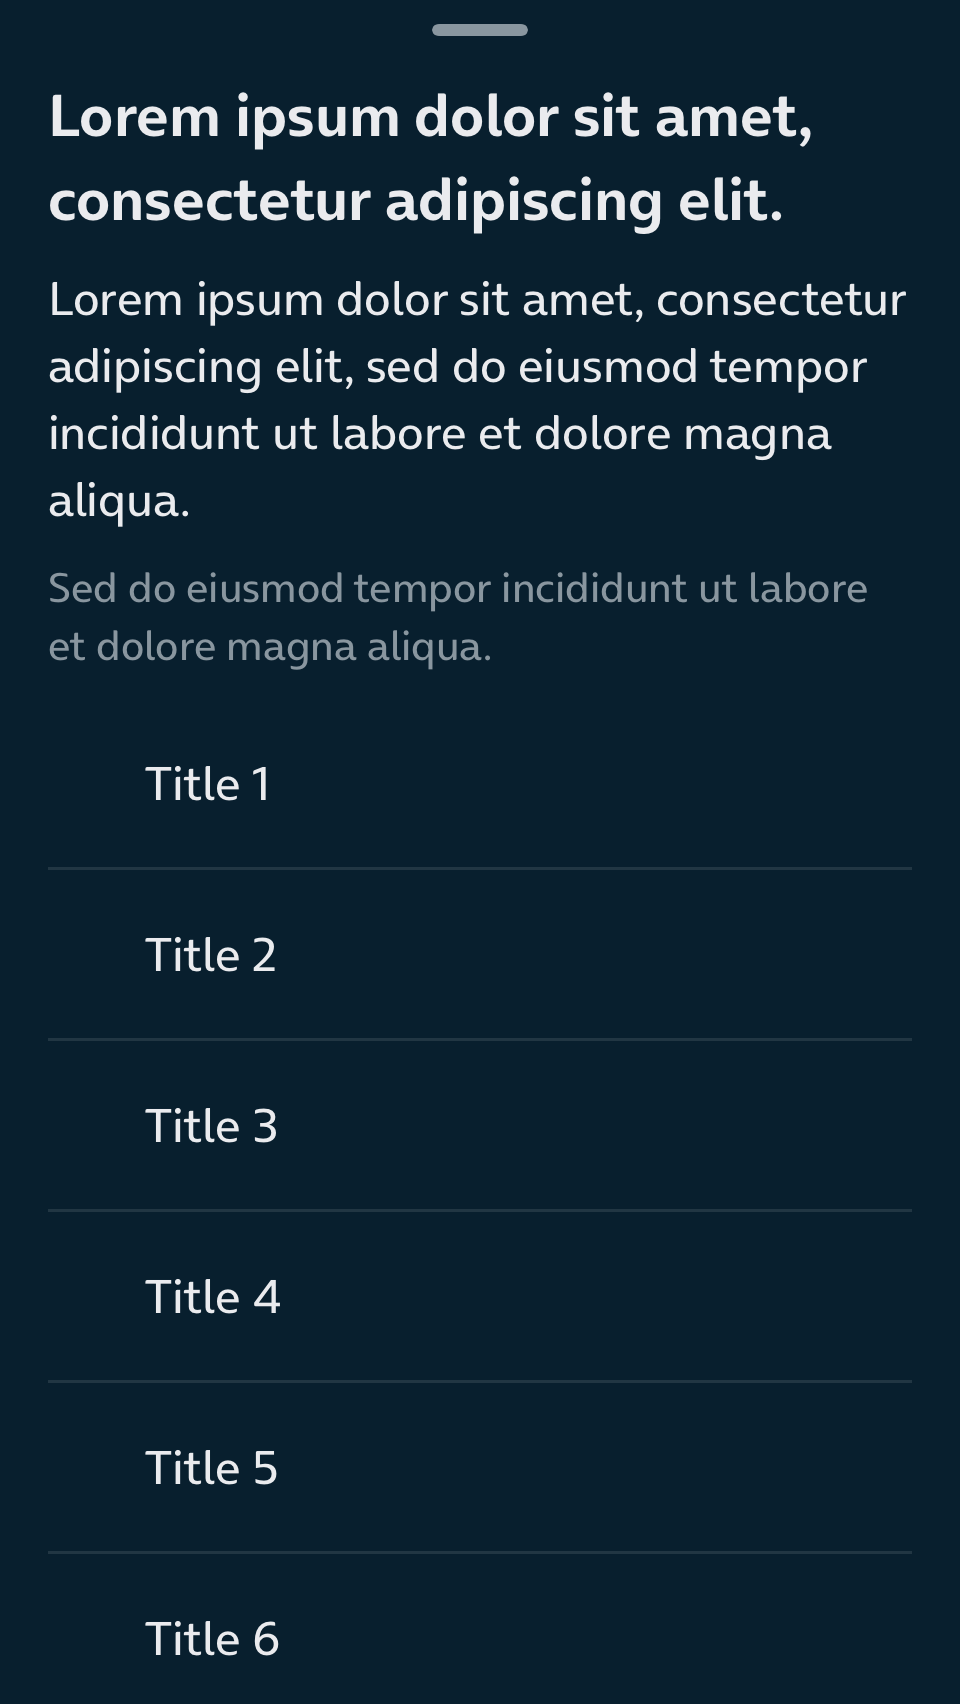 Lorem ipsum dolor sit amet,
consectetur adipiscing elit.
Lorem ipsum dolor sit amet, consectetur
adipiscing elit, sed do eiusmod tempor
incididunt ut labore et dolore magna
aliqua.
Sed do eiusmod tempor incididunt ut labore
et dolore magna aliqua.
Title 1
Title 2
Title 3
Title 4
Title 5
Title 6